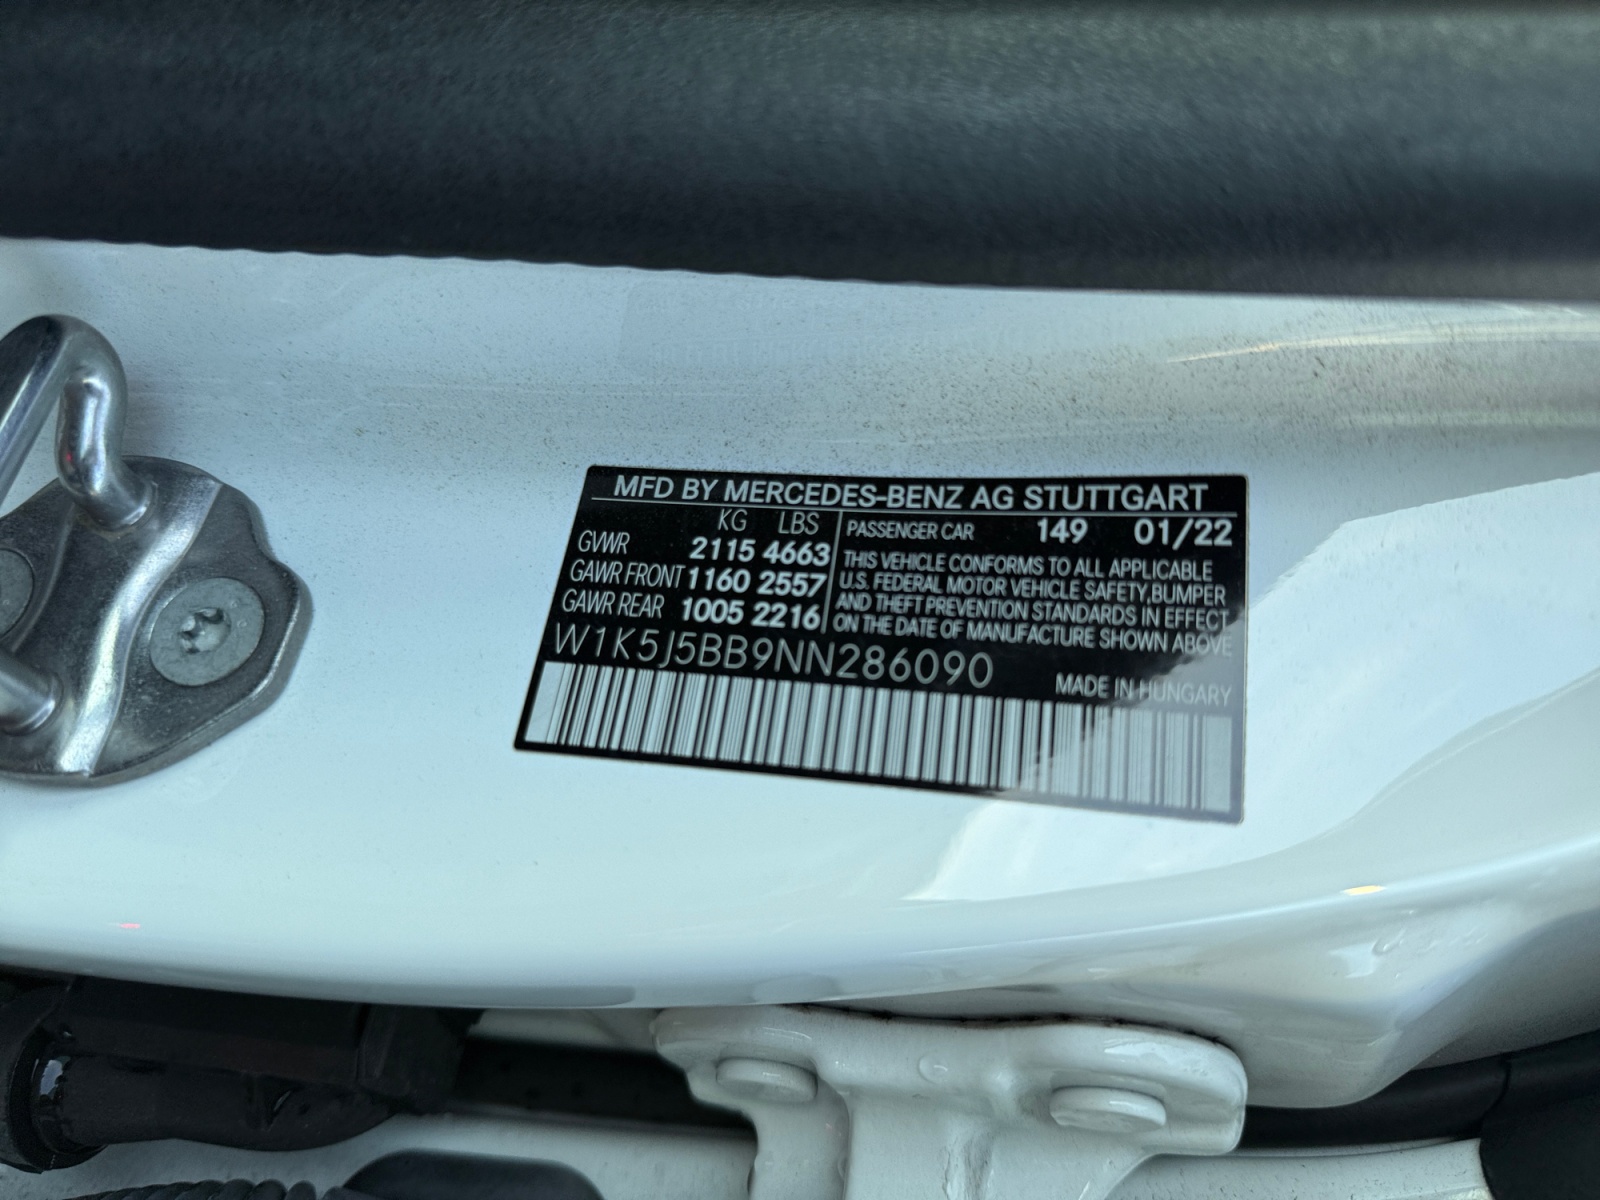 MFD BY MERCEDES-BENZ AG STUTTGART
KG LBS
GVWR 2115 4663
GAWR FRONT 1160 2557
GAWR REAR 1005 2216
PASSENGER CAR 149 01/22
THIS VEHICLE CONFORMS TO ALL APPLICABLE
U.S. FEDERAL MOTOR VEHICLE SAFETY, BUMPER
AND THEFT PREVENTION STANDARDS IN EFFECT
ON THE DATE OF MANUFACTURE SHOWN ABOVE
W1K5J5BB9NN286090
MADE IN HUNGARY